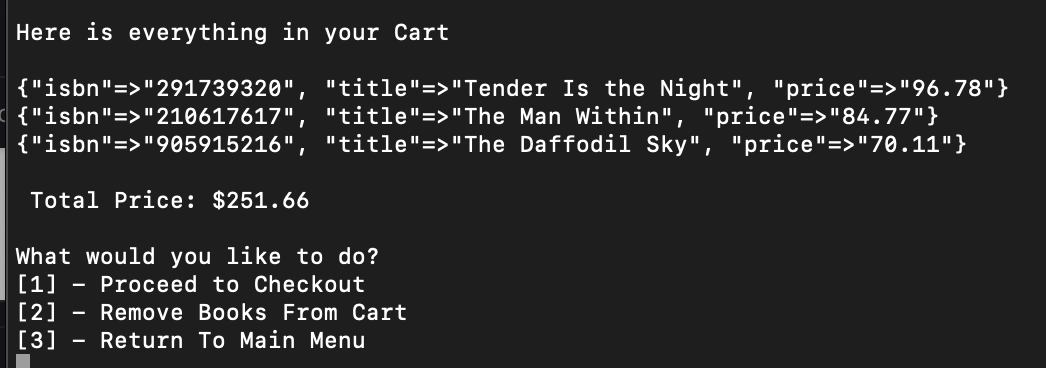 Here is everything in your Cart
{"isbn"=>"291739320", "title"=>"Tender Is the Night", "price"=>"96.78"}
{"isbn"=>"210617617", "title"=>"The Man Within", "price"=>"84.77"}
{"isbn"=>"905915216", "title"=>"The Daffodil Sky", "price"=>"70.11"}
Total Price: $251.66
What would you like to do?
[1] – Proceed to Checkout
[2] – Remove Books From Cart
[3] – Return To Main Menu